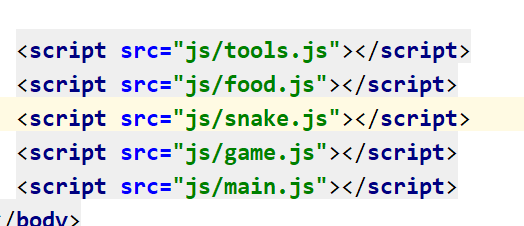 <script src="js/tools.js"></script>
<script src="js/food.js"></script>
<script src="js/snake.js"></script>
<script src="js/game.js"></script>
<script src="js/main.js"></script>
/body>